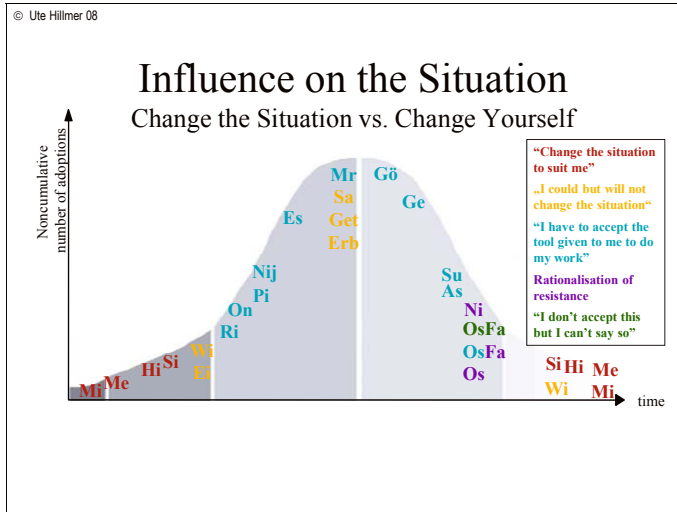 © Ute Hillmer 08
Influence on the Situation
Change the Situation vs. Change Yourself
Noncumulative
number of adoptions
“Change the situation
to suit me”
„I could but will not
change the situation“
“I have to accept the
tool given to me to do
my work”
Rationalisation of
resistance
“I don’t accept this
but I can’t say so”
Mr Gö
Sa Ge
Get
Es
Erb
Nij Su
Pi As
On Ni
Ri OsFa
Wi OsFa
Hi Si Si Hi Me
Ei Os
Mi Me Wi Mi
time